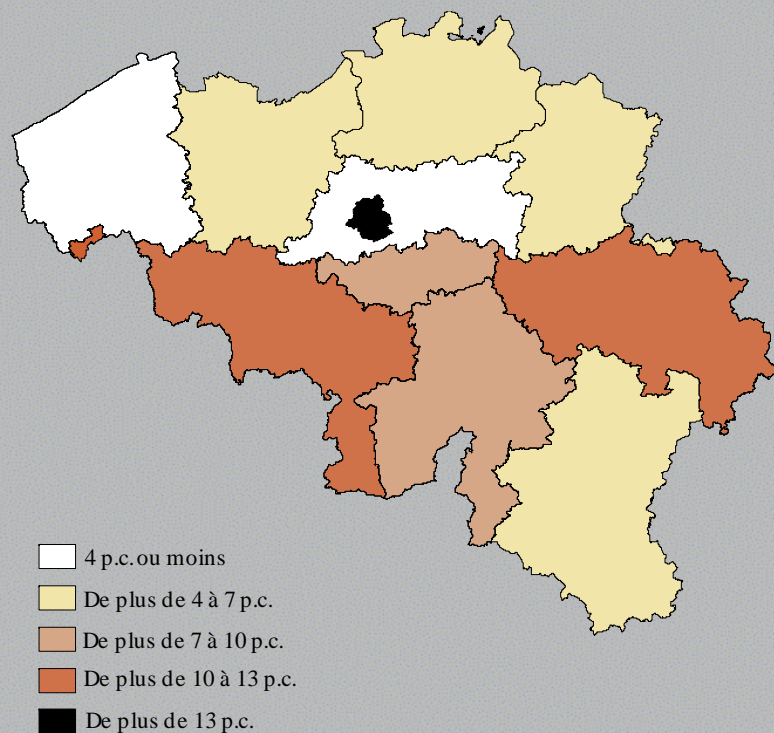 4 p.c. ou moins
De plus de 4 à 7 p.c.
De plus de 7 à 10 p.c.
De plus de 10 à 13 p.c.
De plus de 13 p.c.